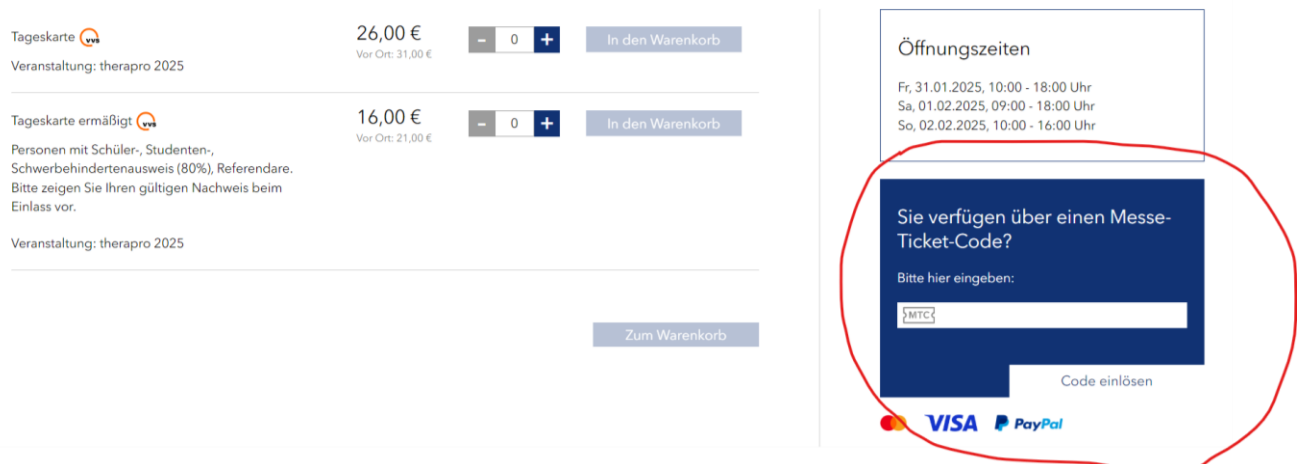 Tageskarte vvs
Veranstaltung: therapro 2025
26,00 €
Vor Ort: 31,00 €
- 0 +
In den Warenkorb
Tageskarte ermäßigt vvs
Personen mit Schüler-, Studenten-,
Schwerbehindertenausweis (80%), Referendare.
Bitte zeigen Sie Ihren gültigen Nachweis beim
Einlass vor.
Veranstaltung: therapro 2025
16,00 €
Vor Ort: 21,00 €
- 0 +
In den Warenkorb
Zum Warenkorb
Öffnungszeiten
Fr, 31.01.2025, 10:00 - 18:00 Uhr
Sa, 01.02.2025, 09:00 - 18:00 Uhr
So, 02.02.2025, 10:00 - 16:00 Uhr
Sie verfügen über einen Messe-
Ticket-Code?
Bitte hier eingeben:
MTC
Code einlösen
VISA PayPal